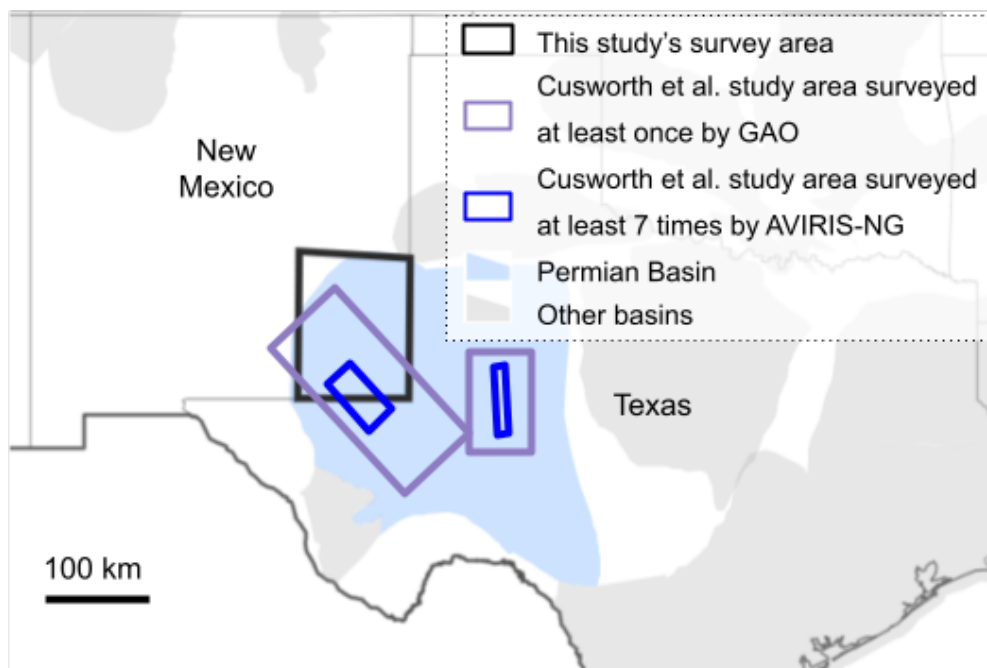 This study's survey area
Cusworth et al. study area surveyed
at least once by GAO
Cusworth et al. study area surveyed
at least 7 times by AVIRIS-NG
Permian Basin
Other basins
New
Mexico
Texas
100 km